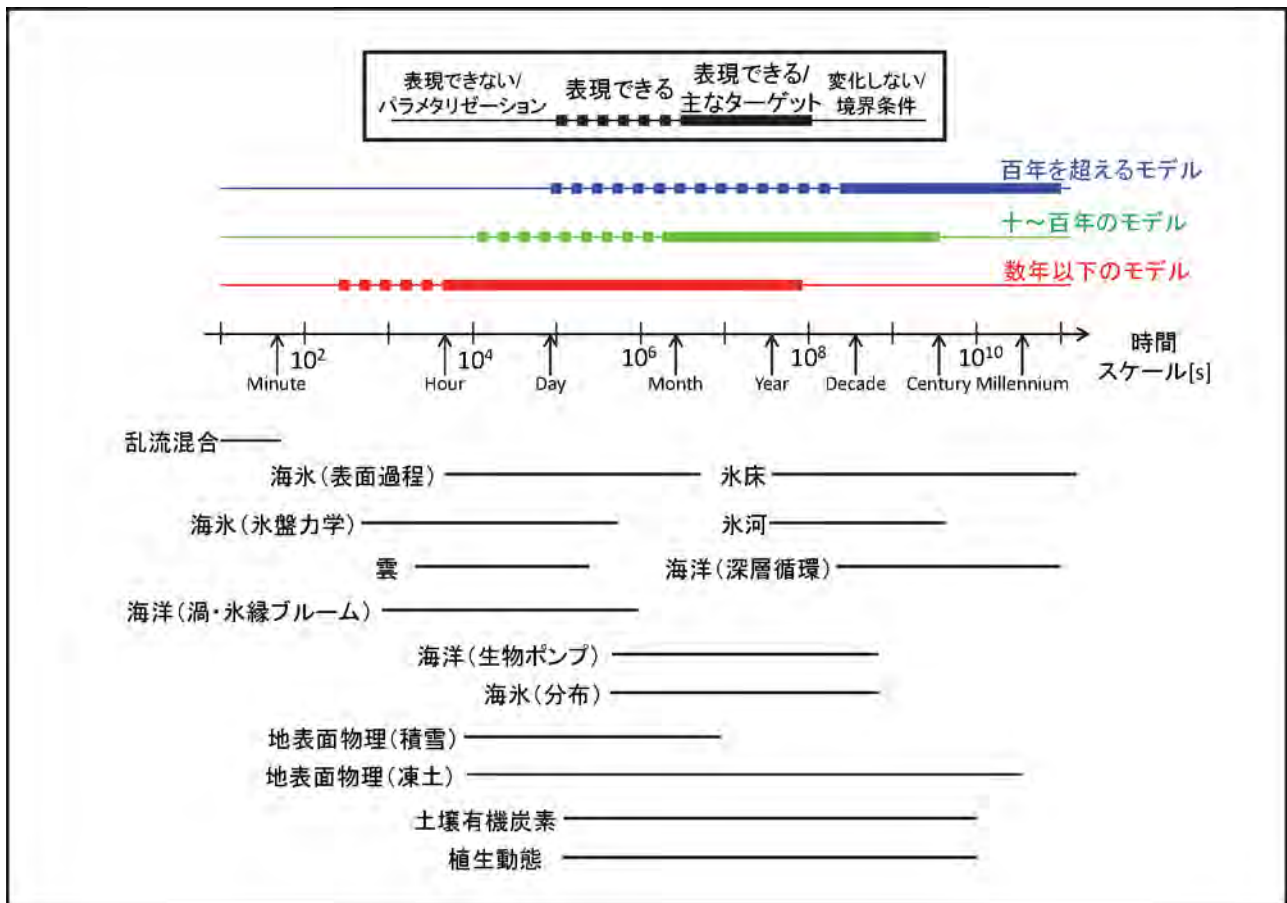 表現できない/
パラメタリゼーション
表現できる
表現できる/
主なターゲット
変化しない/
境界条件
百年を超えるモデル
十～百年のモデル
数年以下のモデル
10² 10⁴ 10⁶ 10⁸ 10¹⁰
時間
スケール[s]
Minute Hour Day Month Year Decade Century Millennium
乱流混合
海氷(表面過程) 氷床
海氷(氷盤力学) 氷河
雲 海洋(深層循環)
海洋(渦・氷縁ブルーム)
海洋(生物ポンプ)
海氷(分布)
地表面物理(積雪)
地表面物理(凍土)
土壌有機炭素
植生動態